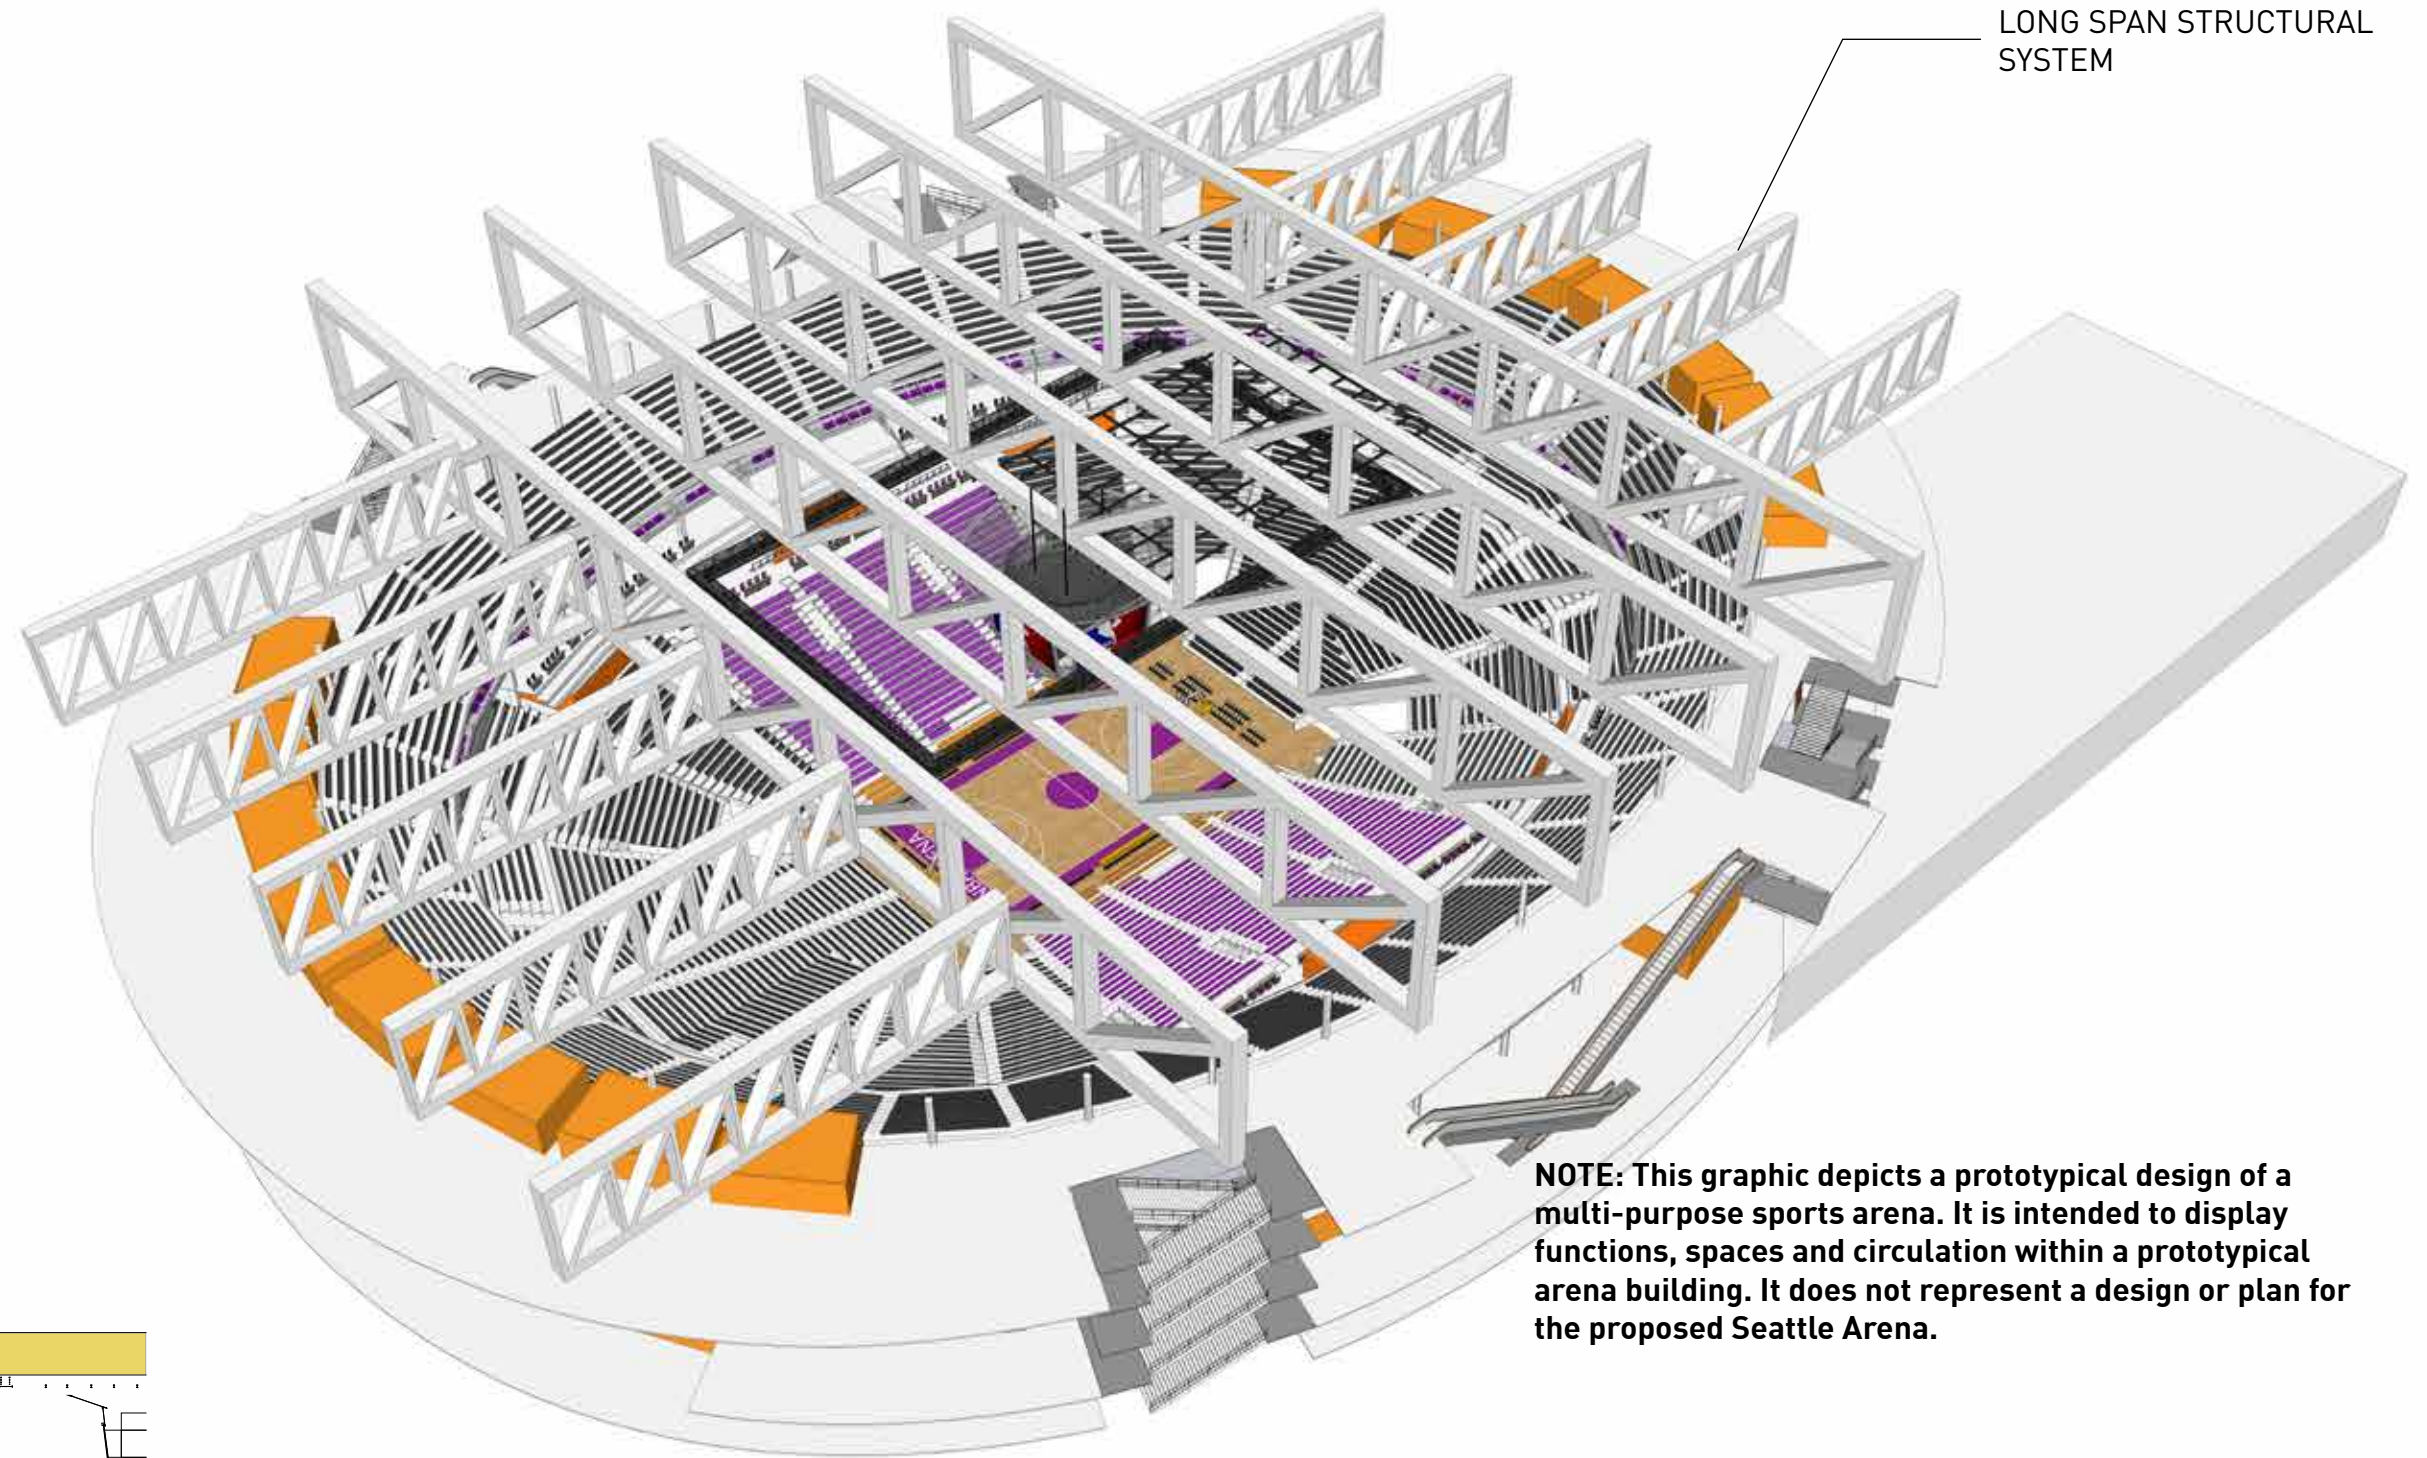 LONG SPAN STRUCTURAL
SYSTEM
NOTE: This graphic depicts a prototypical design of a
multi-purpose sports arena. It is intended to display
functions, spaces and circulation within a prototypical
arena building. It does not represent a design or plan for
the proposed Seattle Arena.